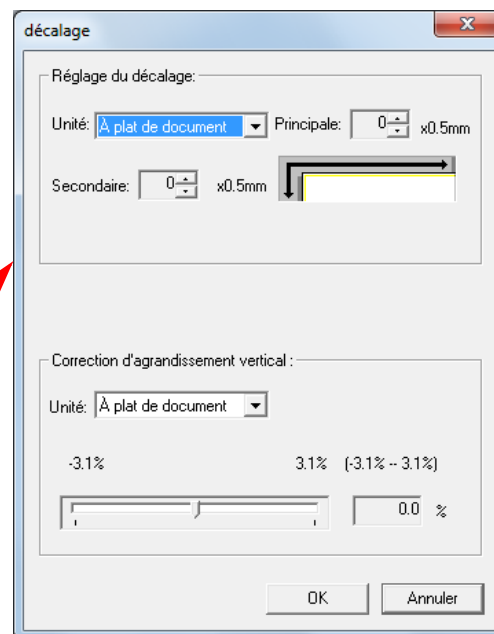 décalage
Réglage du décalage:
Unité: À plat de document Principale: 0 x0.5mm
Secondaire: 0 x0.5mm
Correction d'agrandissement vertical :
Unité: À plat de document
-3.1% 3.1% (-3.1% -- 3.1%)
0.0 %
OK Annuler